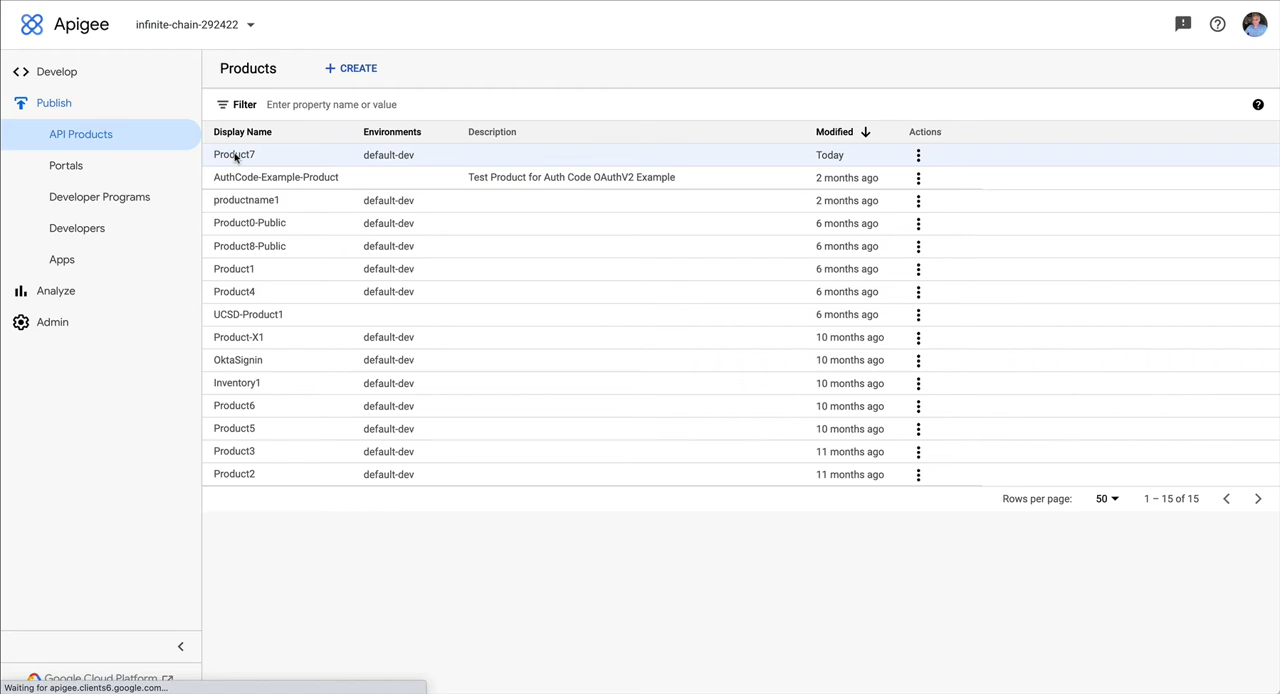 Apigee infinite-chain-292422
Develop
Publish
API Products
Portals
Developer Programs
Developers
Apps
Analyze
Admin
Google Cloud Platform
Waiting for apigee.clients6.google.com...
Products + CREATE
Filter Enter property name or value
Display Name Environments Description Modified Actions
Product7 default-dev Today
AuthCode-Example-Product Test Product for Auth Code OAuthV2 Example 2 months ago
productname1 default-dev 2 months ago
Product0-Public default-dev 6 months ago
Product8-Public default-dev 6 months ago
Product1 default-dev 6 months ago
Product4 default-dev 6 months ago
UCSD-Product1 6 months ago
Product-X1 default-dev 10 months ago
OktaSignin default-dev 10 months ago
Inventory1 default-dev 10 months ago
Product6 default-dev 10 months ago
Product5 default-dev 10 months ago
Product3 default-dev 11 months ago
Product2 default-dev 11 months ago
Rows per page: 50 1 – 15 of 15